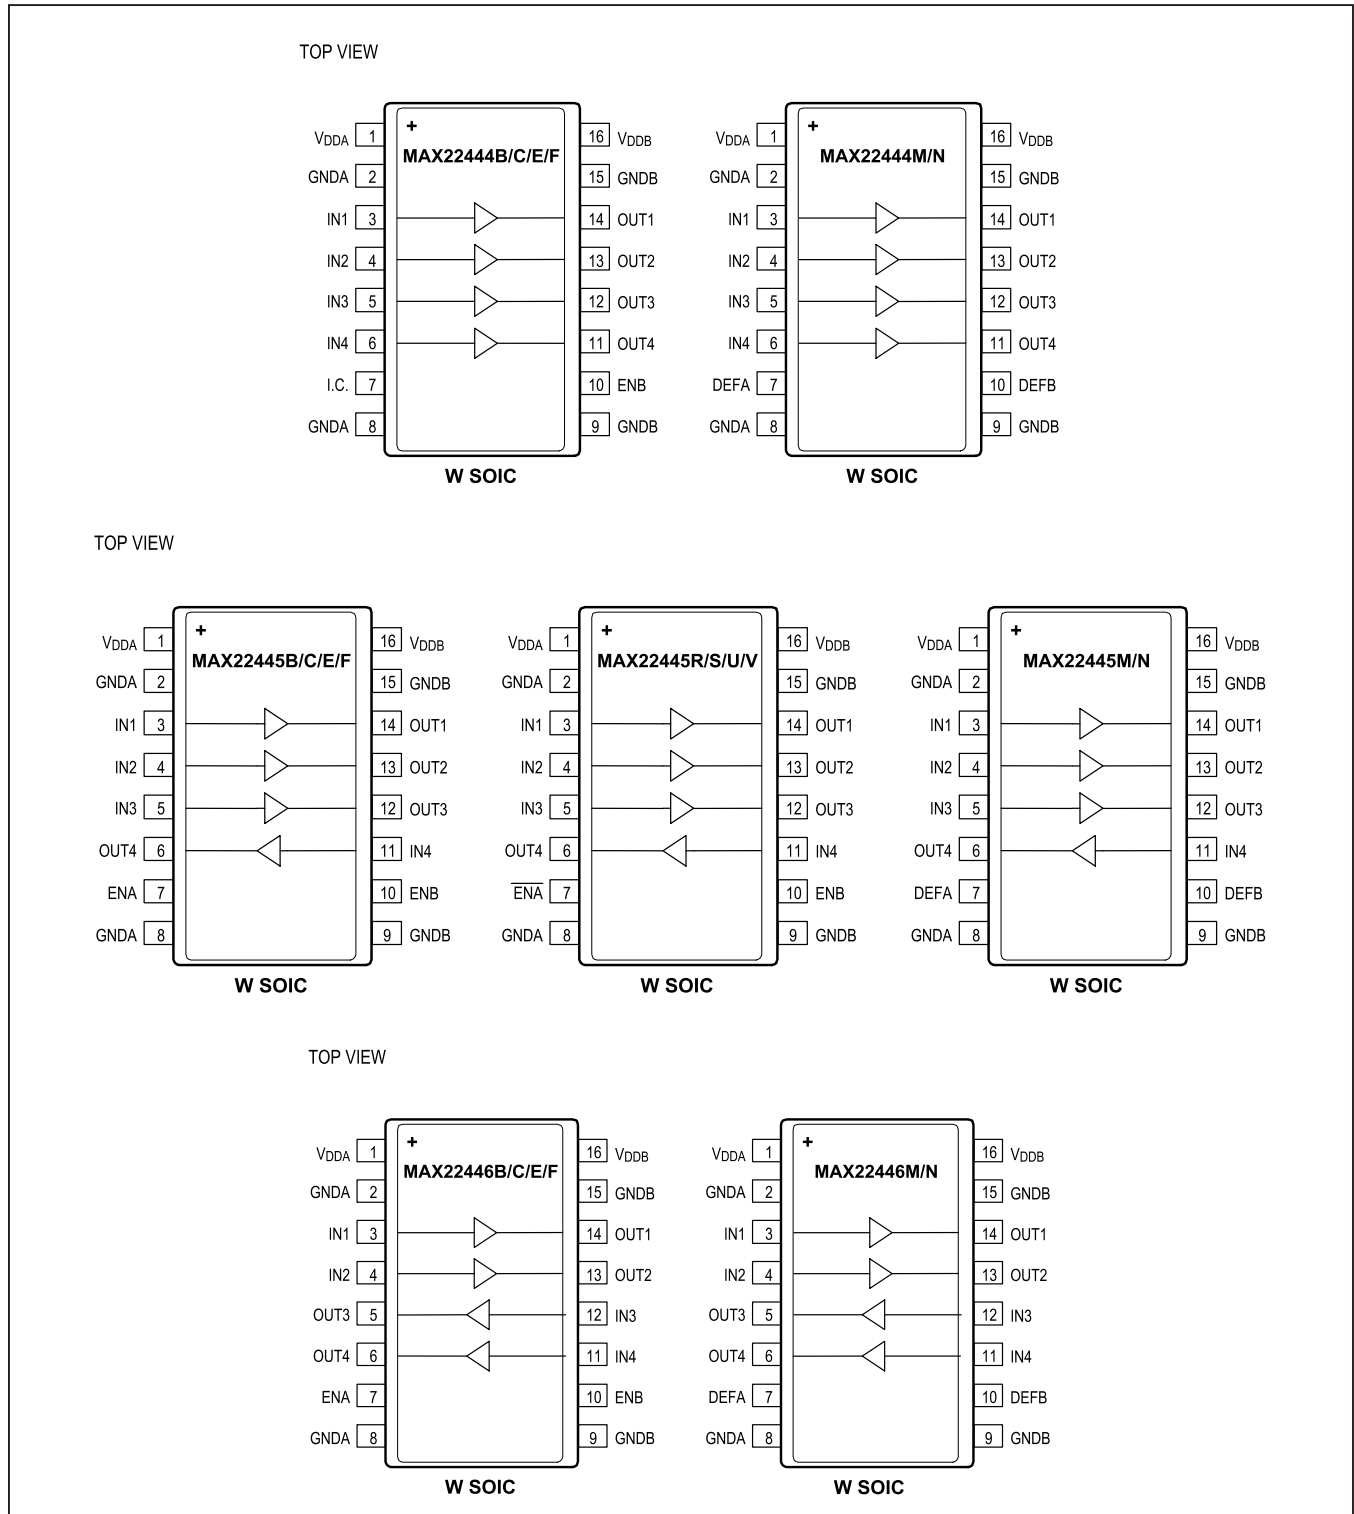 TOP VIEW
MAX22444B/C/E/F
VDDA 1 16 VDDB
GNDA 2 15 GNDB
IN1 3 14 OUT1
IN2 4 13 OUT2
IN3 5 12 OUT3
IN4 6 11 OUT4
I.C. 7 10 ENB
GNDA 8 9 GNDB
+
W SOIC
MAX22444M/N
VDDA 1 16 VDDB
GNDA 2 15 GNDB
IN1 3 14 OUT1
IN2 4 13 OUT2
IN3 5 12 OUT3
IN4 6 11 OUT4
DEFA 7 10 DEFB
GNDA 8 9 GNDB
+
W SOIC
TOP VIEW
MAX22445B/C/E/F
VDDA 1 16 VDDB
GNDA 2 15 GNDB
IN1 3 14 OUT1
IN2 4 13 OUT2
IN3 5 12 OUT3
OUT4 6 11 IN4
ENA 7 10 ENB
GNDA 8 9 GNDB
+
W SOIC
MAX22445R/S/U/V
VDDA 1 16 VDDB
GNDA 2 15 GNDB
IN1 3 14 OUT1
IN2 4 13 OUT2
IN3 5 12 OUT3
OUT4 6 11 IN4
E̅N̅A̅ 7 10 ENB
GNDA 8 9 GNDB
+
W SOIC
MAX22445M/N
VDDA 1 16 VDDB
GNDA 2 15 GNDB
IN1 3 14 OUT1
IN2 4 13 OUT2
IN3 5 12 OUT3
OUT4 6 11 IN4
DEFA 7 10 DEFB
GNDA 8 9 GNDB
+
W SOIC
TOP VIEW
MAX22446B/C/E/F
VDDA 1 16 VDDB
GNDA 2 15 GNDB
IN1 3 14 OUT1
IN2 4 13 OUT2
OUT3 5 12 IN3
OUT4 6 11 IN4
ENA 7 10 ENB
GNDA 8 9 GNDB
+
W SOIC
MAX22446M/N
VDDA 1 16 VDDB
GNDA 2 15 GNDB
IN1 3 14 OUT1
IN2 4 13 OUT2
OUT3 5 12 IN3
OUT4 6 11 IN4
DEFA 7 10 DEFB
GNDA 8 9 GNDB
+
W SOIC